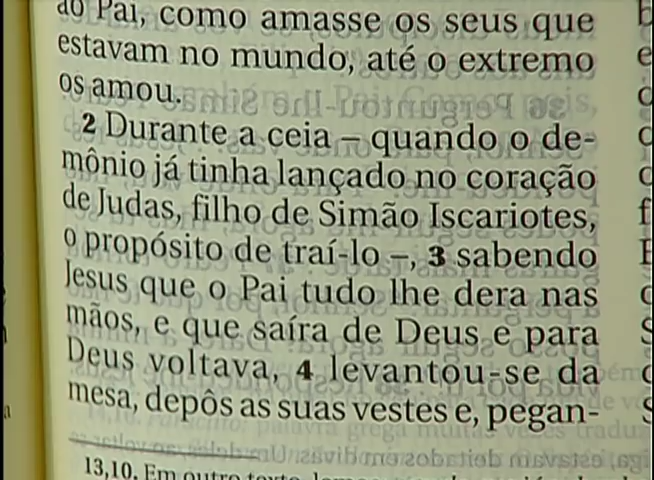 ao Pai, como amasse os seus que
estavam no mundo, até o extremo
os amou.
2 Durante a ceia – quando o de-
mônio já tinha lançado no coração
de Judas, filho de Simão Iscariotes,
o propósito de traí-lo –, 3 sabendo
Jesus que o Pai tudo lhe dera nas
mãos, e que saíra de Deus e para
Deus voltava, 4 levantou-se da
mesa, depôs as suas vestes e, pegan-
13,10. Em outro texto